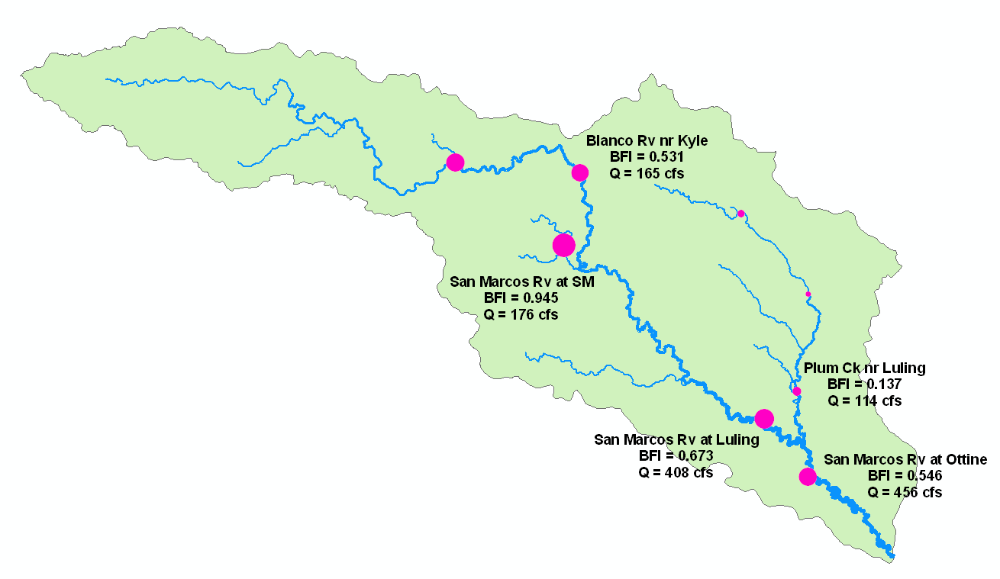 Blanco Rv nr Kyle
BFI = 0.531
Q = 165 cfs
San Marcos Rv at SM
BFI = 0.945
Q = 176 cfs
Plum Ck nr Luling
BFI = 0.137
Q = 114 cfs
San Marcos Rv at Luling
BFI = 0.673
Q = 408 cfs
San Marcos Rv at Ottine
BFI = 0.546
Q = 456 cfs